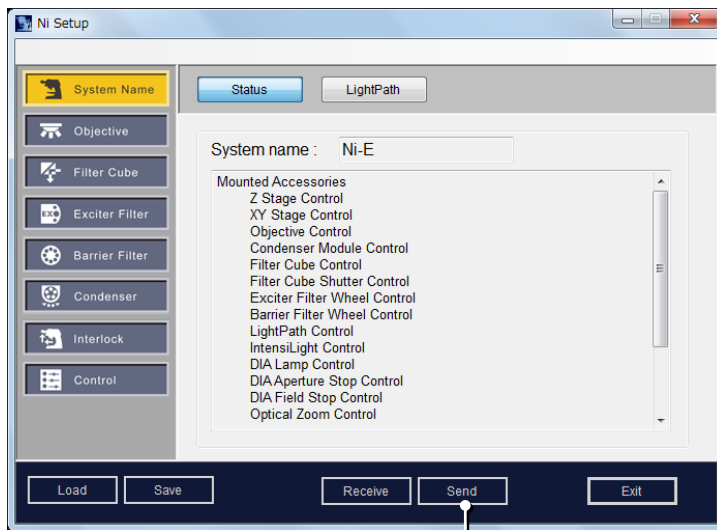 Ni Setup
System Name
Objective
Filter Cube
EXC
Exciter Filter
Barrier Filter
Condenser
Interlock
Control
Status
LightPath
System name :
Ni-E
Mounted Accessories
Z Stage Control
XY Stage Control
Objective Control
Condenser Module Control
Filter Cube Control
Filter Cube Shutter Control
Exciter Filter Wheel Control
Barrier Filter Wheel Control
LightPath Control
IntensiLight Control
DIA Lamp Control
DIA Aperture Stop Control
DIA Field Stop Control
Optical Zoom Control
Load
Save
Receive
Send
Exit